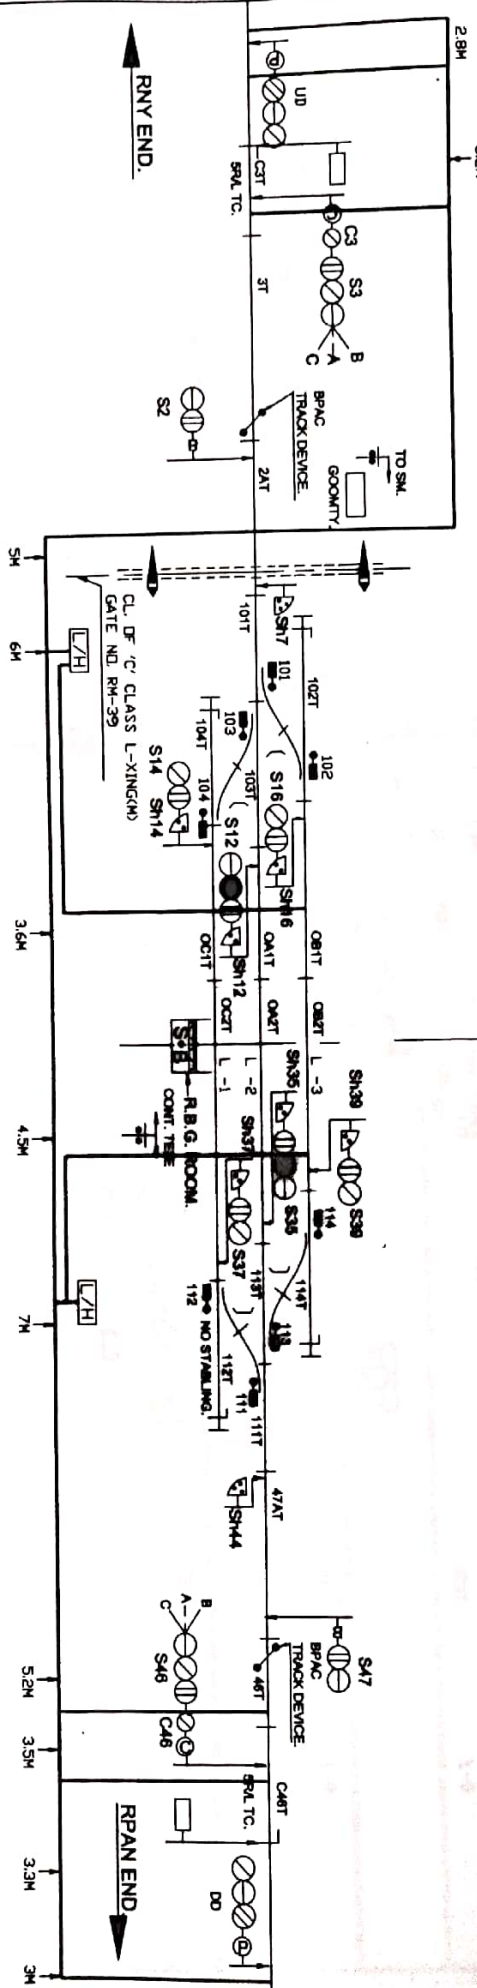 2.8M
RNY END.
UD
C3T
5R/L TC.
C3
S3
3T
B
A
C
S2
BPAC
TRACK DEVICE.
2AT
TO SM.
GOOMTY.
5M
6M
L/H
CL. OF 'C' CLASS L-XING(M)
GATE NO. RM-39
101T
Sh7
101
102T
102
103
104T
103T
104
S14
Sh14
S16
Sh16
S12
Sh12
3.6M
OC1T
OA1T
OB1T
OC2T
OA2T
OB2T
S+B
R.B.G. ROOM.
L -1
L -2
L -3
CONT. TELE
4.5M
Sh35
S35
Sh39
S39
Sh37
S37
114
113T
114T
113
112
NO STABLING.
112T
111
111T
L/H
7M
47AT
Sh44
S47
BPAC
TRACK DEVICE.
46T
B
A
C
S46
C46
5.2M
3.5M
C46T
5R/L TC.
RPAN END
DD
3.3M
3M